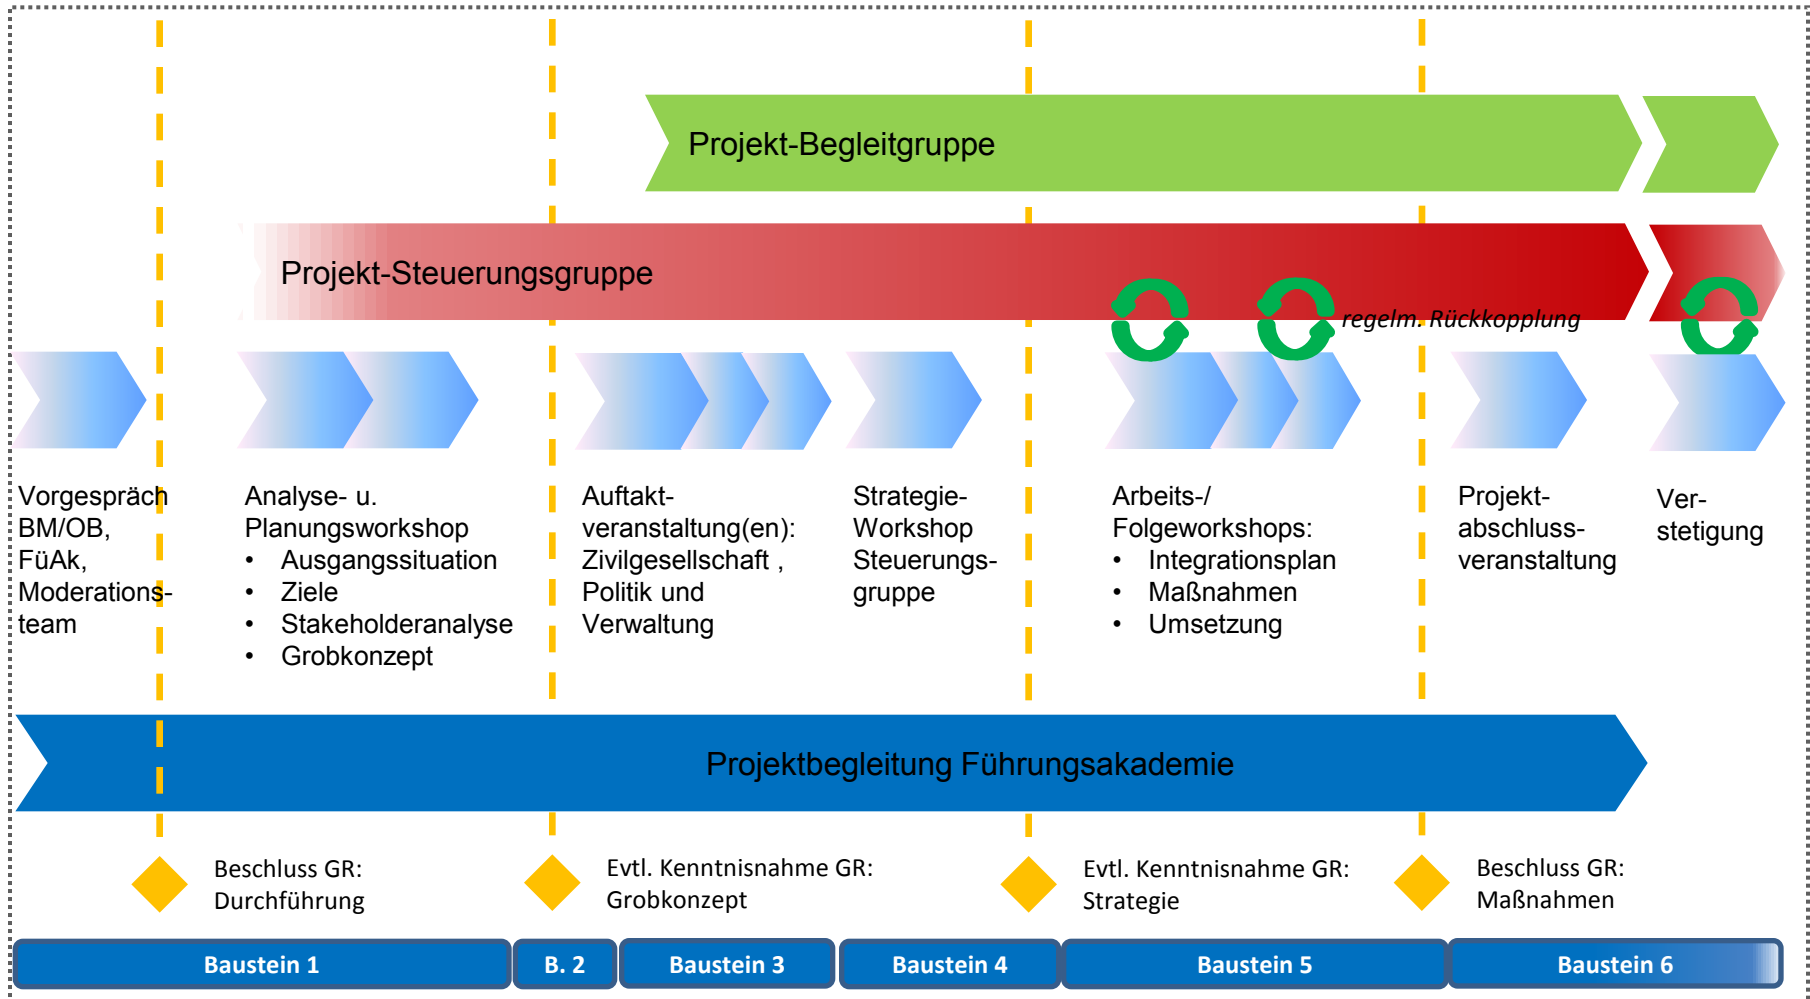 Projekt-Begleitgruppe
Projekt-Steuerungsgruppe
regelm. Rückkopplung
Vorgespräch
BM/OB,
FüAk,
Moderations-
team
Analyse- u.
Planungsworkshop
• Ausgangssituation
• Ziele
• Stakeholderanalyse
• Grobkonzept
Auftakt-
veranstaltung(en):
Zivilgesellschaft ,
Politik und
Verwaltung
Strategie-
Workshop
Steuerungs-
gruppe
Arbeits-/
Folgeworkshops:
• Integrationsplan
• Maßnahmen
• Umsetzung
Projekt-
abschluss-
veranstaltung
Ver-
stetigung
Projektbegleitung Führungsakademie
Beschluss GR:
Durchführung
Evtl. Kenntnisnahme GR:
Grobkonzept
Evtl. Kenntnisnahme GR:
Strategie
Beschluss GR:
Maßnahmen
Baustein 1
B. 2
Baustein 3
Baustein 4
Baustein 5
Baustein 6